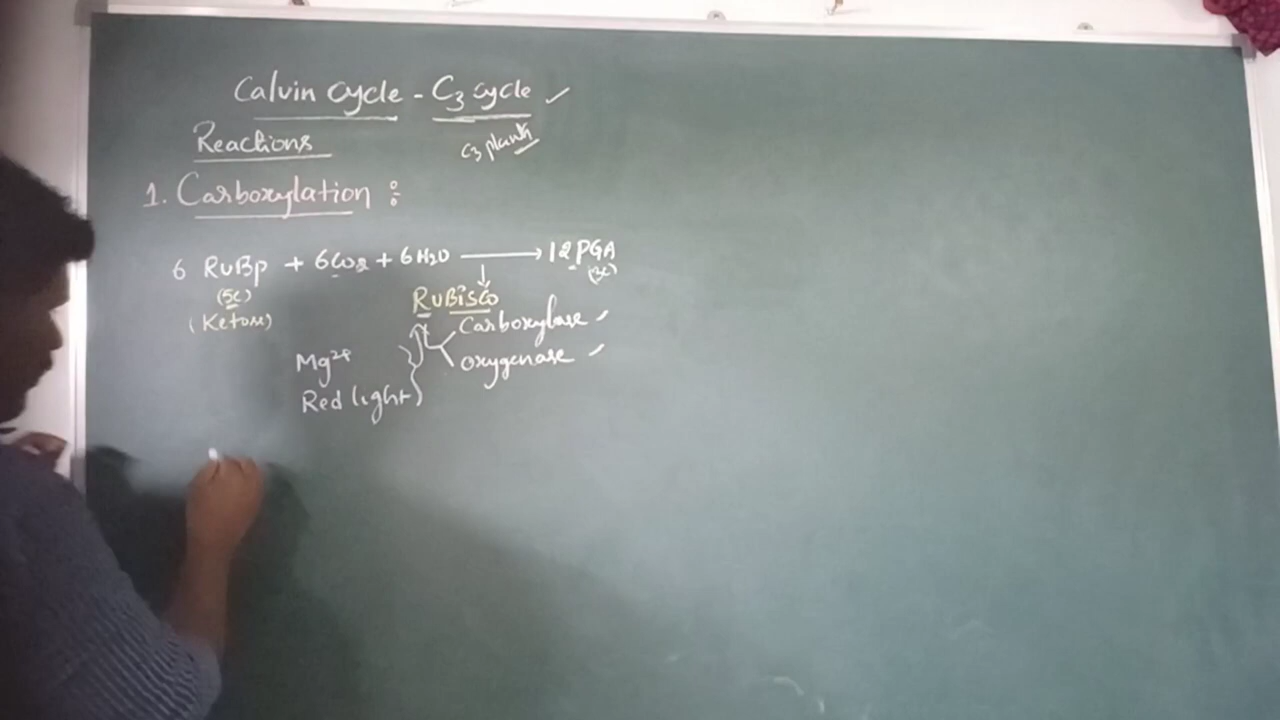 Calvin cycle - C3 cycle ✓
Reactions
C3 plants
1. Carboxylation :
6 RuBp + 6CO2 + 6H2O ⟶ 12 PGA
(5C) (3C)
(Ketose)
RuBisCo
Carboxylase ✓
Mg2+
oxygenase ✓
Red light